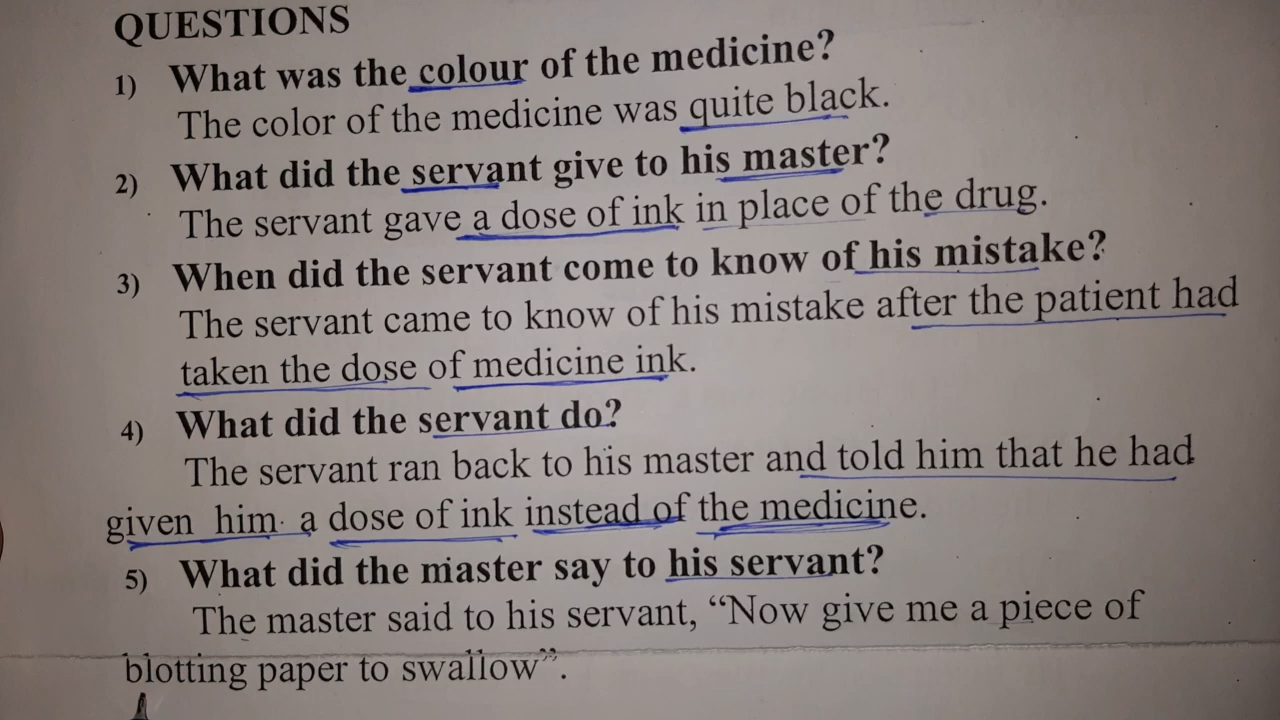 QUESTIONS
1) What was the colour of the medicine?
The color of the medicine was quite black.
2) What did the servant give to his master?
The servant gave a dose of ink in place of the drug.
3) When did the servant come to know of his mistake?
The servant came to know of his mistake after the patient had
taken the dose of medicine ink.
4) What did the servant do?
The servant ran back to his master and told him that he had
given him a dose of ink instead of the medicine.
5) What did the master say to his servant?
The master said to his servant, “Now give me a piece of
blotting paper to swallow”.